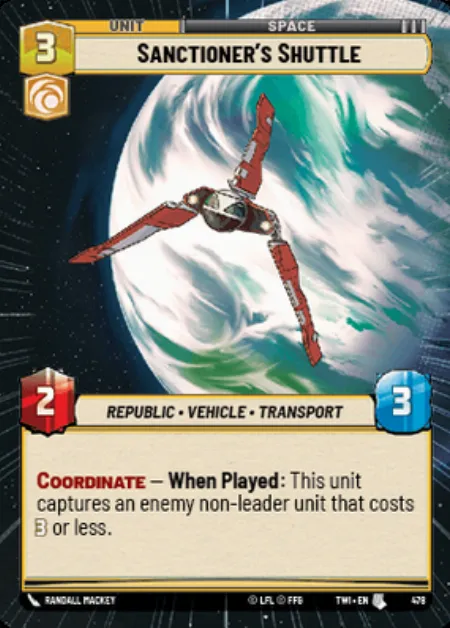 UNIT
SPACE
3
SANCTIONER'S SHUTTLE
2
REPUBLIC • VEHICLE • TRANSPORT
3
COORDINATE – When Played: This unit
captures an enemy non-leader unit that costs
3 or less.
RANDALL MACKEY
© LFL © FFG
TWI • EN
478